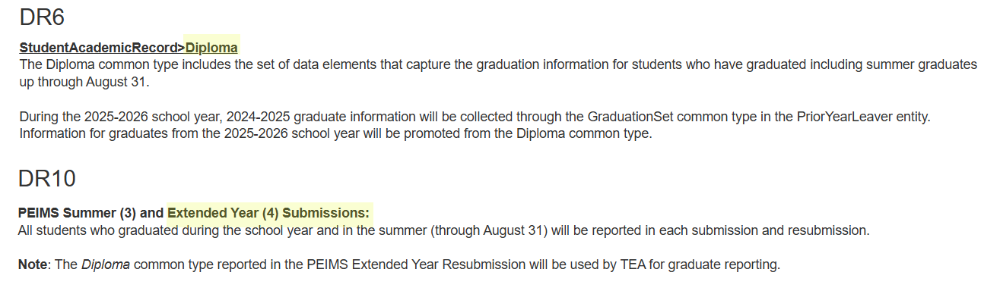 DR6
StudentAcademicRecord>Diploma
The Diploma common type includes the set of data elements that capture the graduation information for students who have graduated including summer graduates
up through August 31.
During the 2025-2026 school year, 2024-2025 graduate information will be collected through the GraduationSet common type in the PriorYearLeaver entity.
Information for graduates from the 2025-2026 school year will be promoted from the Diploma common type.
DR10
PEIMS Summer (3) and Extended Year (4) Submissions:
All students who graduated during the school year and in the summer (through August 31) will be reported in each submission and resubmission.
Note: The Diploma common type reported in the PEIMS Extended Year Resubmission will be used by TEA for graduate reporting.